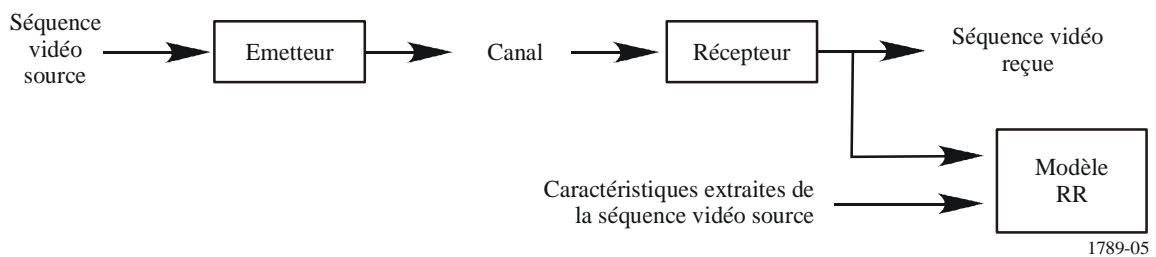 Séquence
vidéo
source
Emetteur
Canal
Récepteur
Séquence vidéo
reçue
Caractéristiques extraites de
la séquence vidéo source
Modèle
RR
1789-05